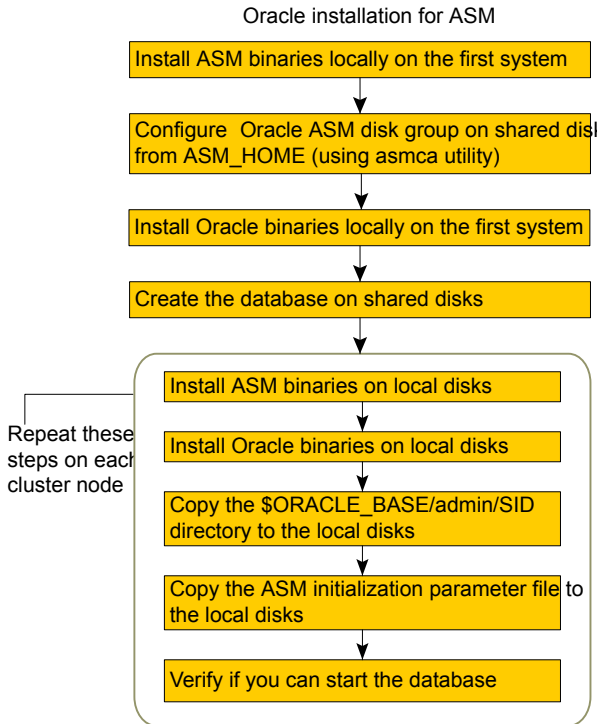 Oracle installation for ASM
Install ASM binaries locally on the first system
Configure Oracle ASM disk group on shared disk
from ASM_HOME (using asmca utility)
Install Oracle binaries locally on the first system
Create the database on shared disks
Repeat these
steps on each
cluster node
Install ASM binaries on local disks
Install Oracle binaries on local disks
Copy the $ORACLE_BASE/admin/SID
directory to the local disks
Copy the ASM initialization parameter file to
the local disks
Verify if you can start the database